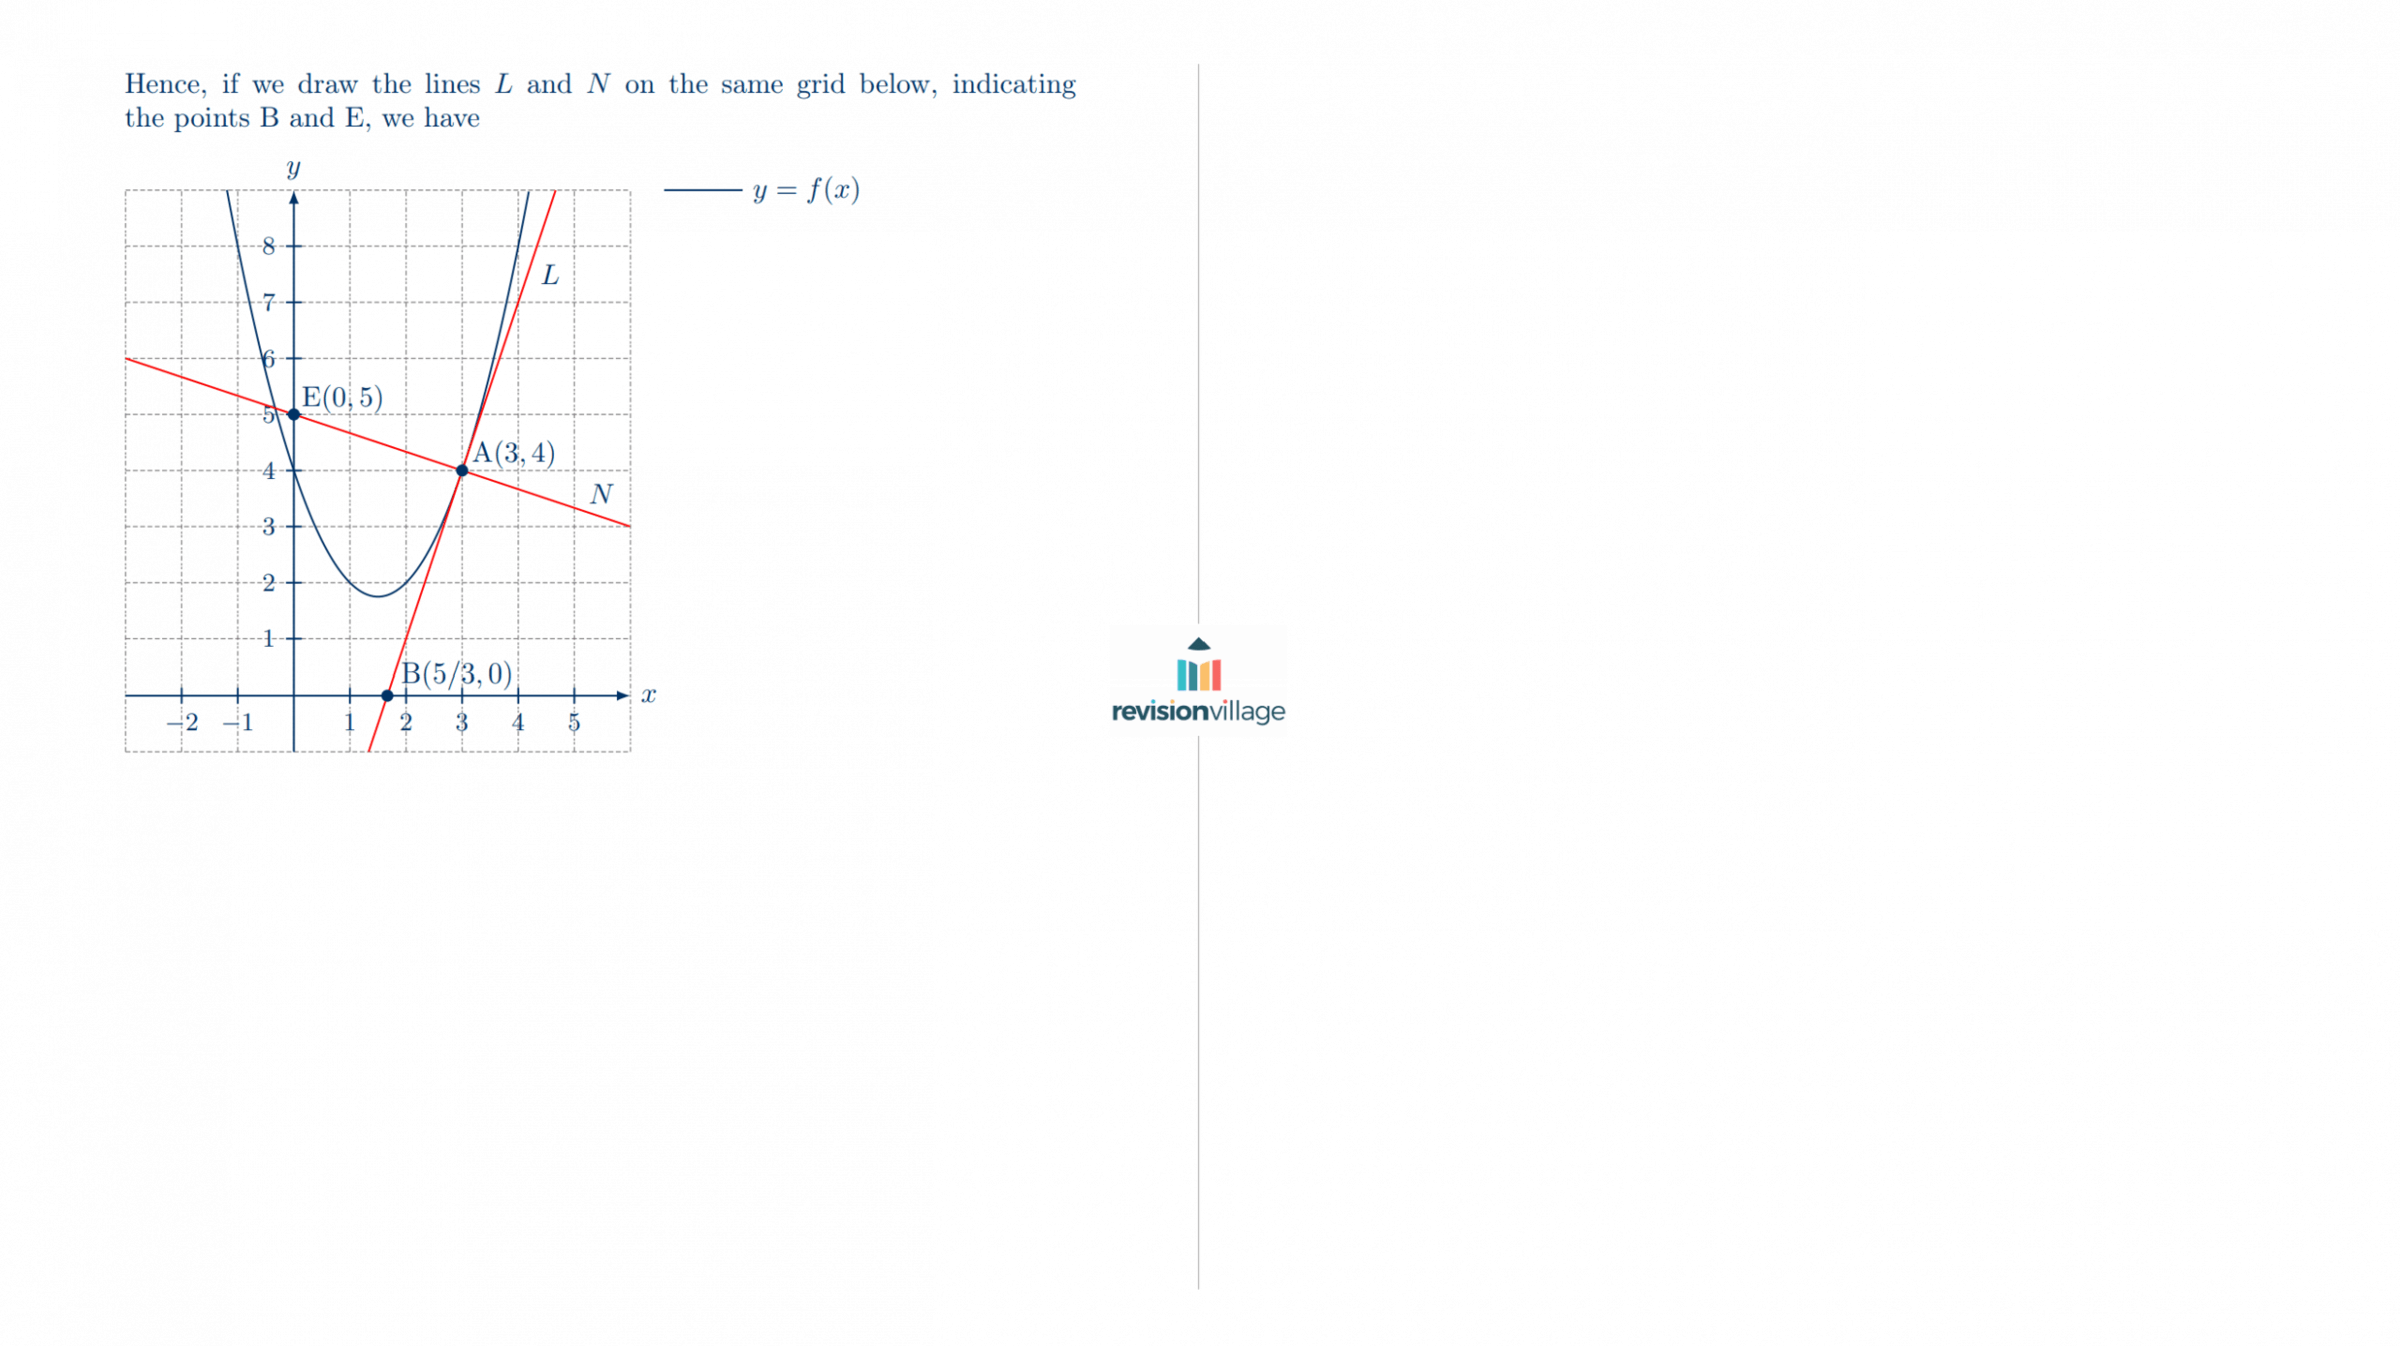 Hence, if we draw the lines L and N on the same grid below, indicating
the points B and E, we have
y
y = f(x)
8
L
7
6
E(0, 5)
5
A(3, 4)
4
N
3
2
1
B(5/3, 0)
x
−2 −1 1 2 3 4 5
revisionvillage